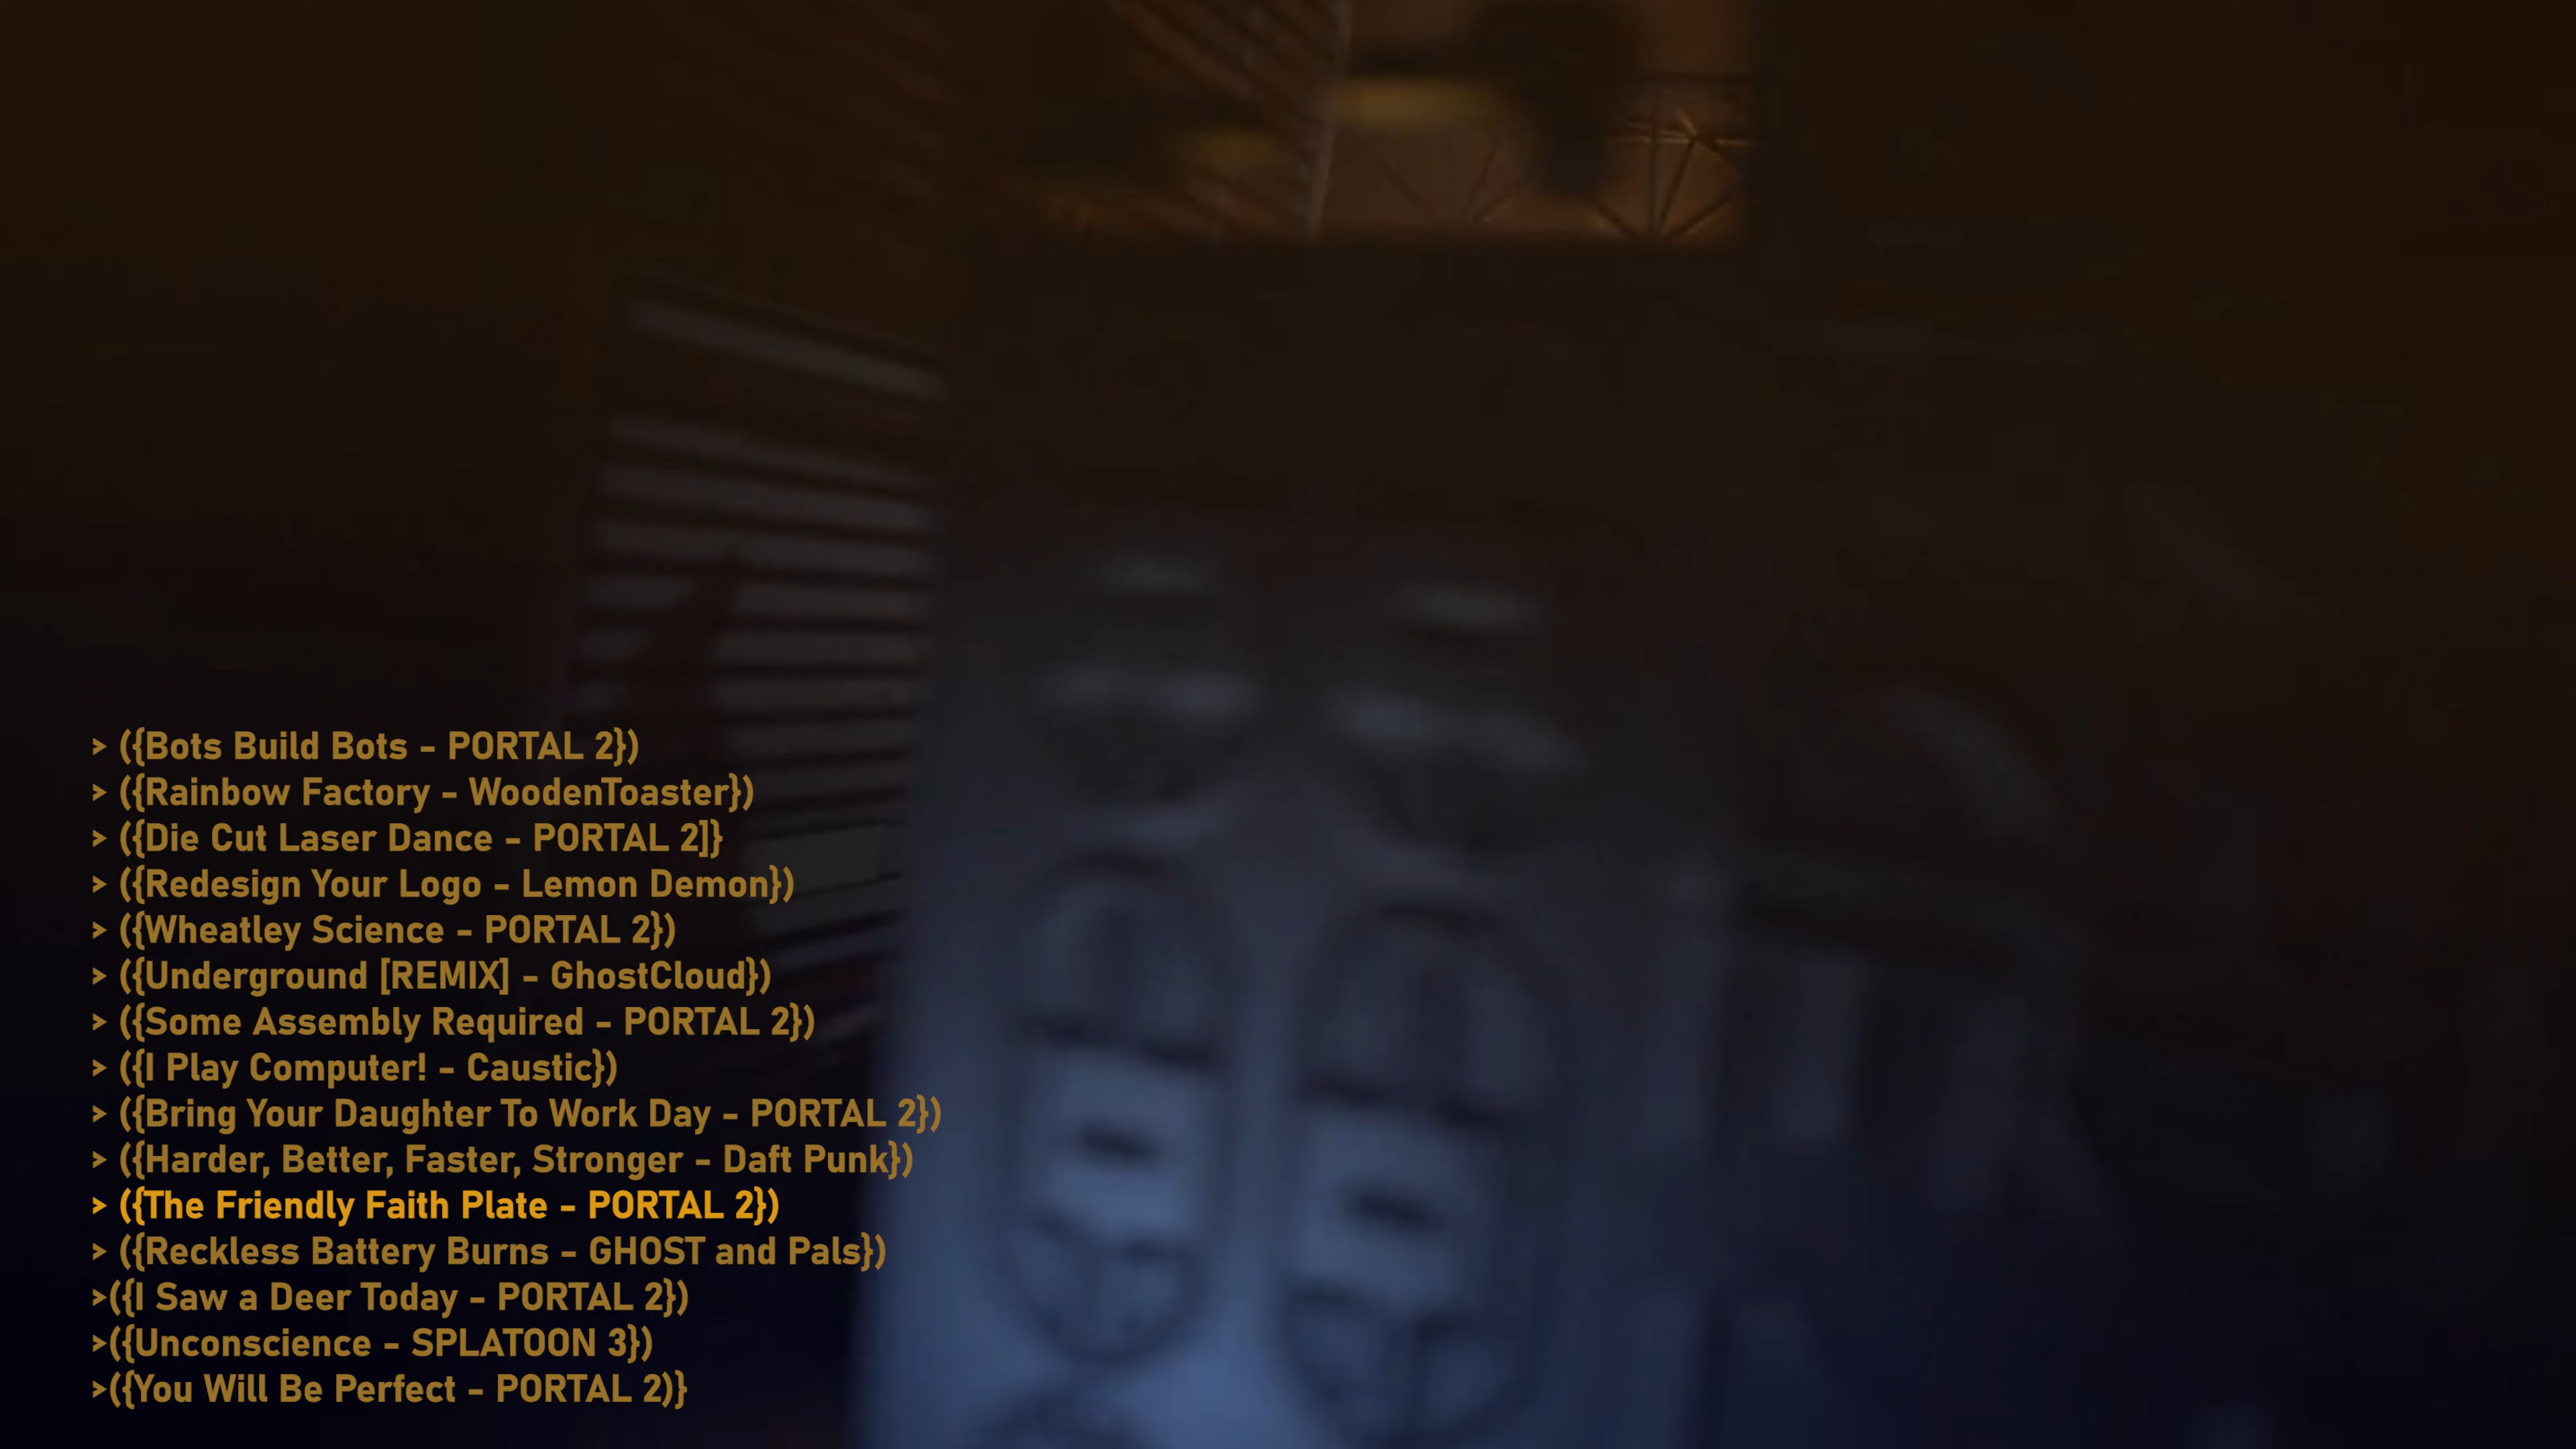 > ({Bots Build Bots - PORTAL 2})
> ({Rainbow Factory - WoodenToaster})
> ({Die Cut Laser Dance - PORTAL 2]}
> ({Redesign Your Logo - Lemon Demon})
> ({Wheatley Science - PORTAL 2})
> ({Underground [REMIX] - GhostCloud})
> ({Some Assembly Required - PORTAL 2})
> ({I Play Computer! - Caustic})
> ({Bring Your Daughter To Work Day - PORTAL 2})
> ({Harder, Better, Faster, Stronger - Daft Punk})
> ({The Friendly Faith Plate - PORTAL 2})
> ({Reckless Battery Burns - GHOST and Pals})
>({I Saw a Deer Today - PORTAL 2})
>({Unconscience - SPLATOON 3})
>({You Will Be Perfect - PORTAL 2)}